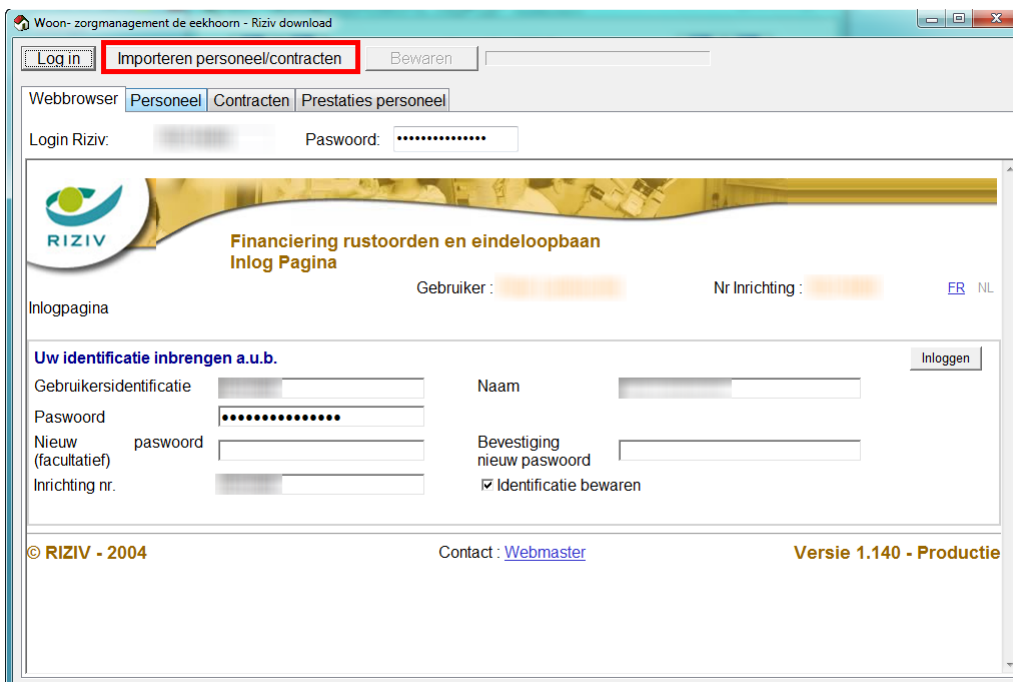 Woon- zorgmanagement de eekhoorn - Riziv download
Log in Importeren personeel/contracten Bewaren
Webbrowser Personeel Contracten Prestaties personeel
Login Riziv: Paswoord: •••••••••••••••
RIZIV
Financiering rustoorden en eindeloopbaan
Inlog Pagina
Gebruiker : Nr Inrichting : FR NL
Inlogpagina
Uw identificatie inbrengen a.u.b. Inloggen
Gebruikersidentificatie Naam
Paswoord •••••••••••••••
Nieuw paswoord (facultatief) Bevestiging nieuw paswoord
Inrichting nr. Identificatie bewaren
© RIZIV - 2004 Contact : Webmaster Versie 1.140 - Productie